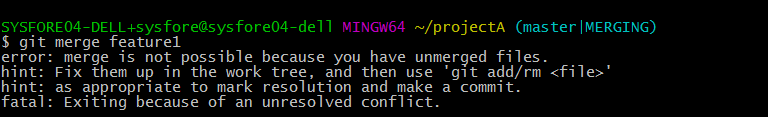 SYSFORE04-DELL+sysfore@sysfore04-dell MINGW64 ~/projectA (master|MERGING)
$ git merge feature1
error: merge is not possible because you have unmerged files.
hint: Fix them up in the work tree, and then use 'git add/rm <file>'
hint: as appropriate to mark resolution and make a commit.
fatal: Exiting because of an unresolved conflict.